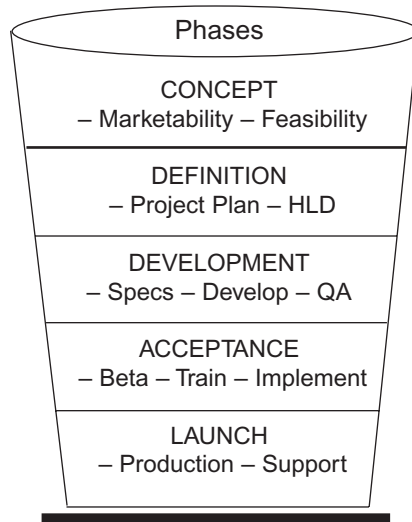 Phases
CONCEPT
– Marketability – Feasibility
DEFINITION
– Project Plan – HLD
DEVELOPMENT
– Specs – Develop – QA
ACCEPTANCE
– Beta – Train – Implement
LAUNCH
– Production – Support